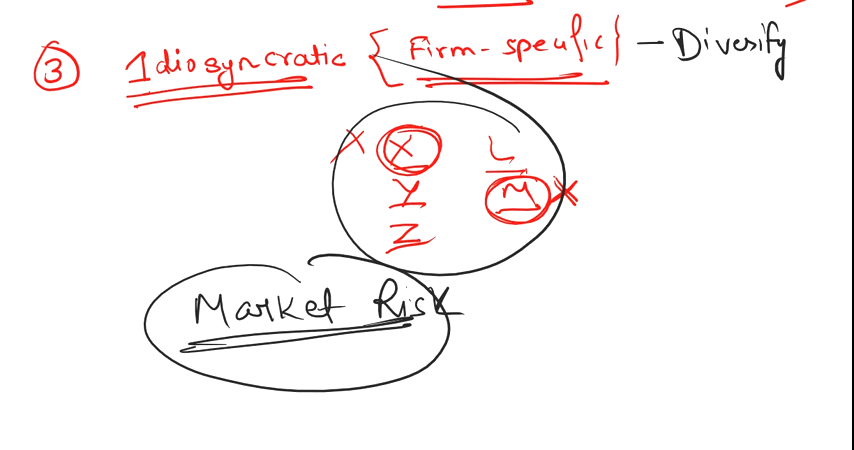 ③ Idiosyncratic {Firm-specific} - Diversify
X X L
Y M X
Z
Market Risk